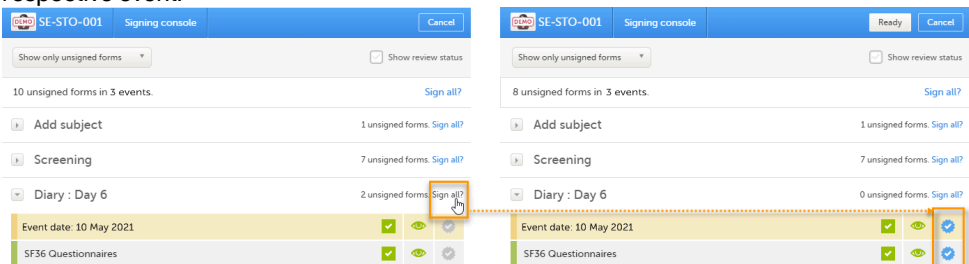 respective event.
DEMO SE-STO-001 Signing console Cancel
Show only unsigned forms Show review status
10 unsigned forms in 3 events. Sign all?
Add subject 1 unsigned forms. Sign all?
Screening 7 unsigned forms. Sign all?
Diary : Day 6 2 unsigned forms. Sign all?
Event date: 10 May 2021
SF36 Questionnaires
DEMO SE-STO-001 Signing console Ready Cancel
Show only unsigned forms Show review status
8 unsigned forms in 3 events. Sign all?
Add subject 1 unsigned forms. Sign all?
Screening 7 unsigned forms. Sign all?
Diary : Day 6 0 unsigned forms. Sign all?
Event date: 10 May 2021
SF36 Questionnaires